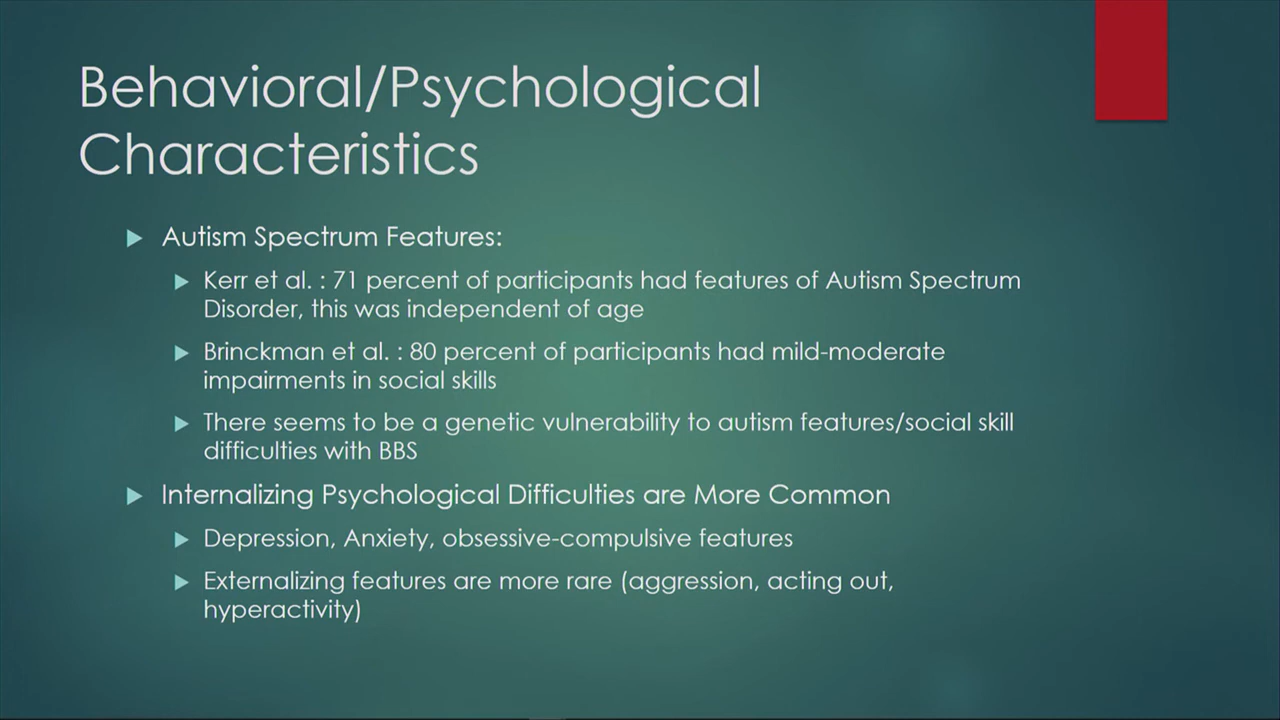 Behavioral/Psychological
Characteristics
Autism Spectrum Features:
Kerr et al. : 71 percent of participants had features of Autism Spectrum
Disorder, this was independent of age
Brinckman et al. : 80 percent of participants had mild-moderate
impairments in social skills
There seems to be a genetic vulnerability to autism features/social skill
difficulties with BBS
Internalizing Psychological Difficulties are More Common
Depression, Anxiety, obsessive-compulsive features
Externalizing features are more rare (aggression, acting out,
hyperactivity)